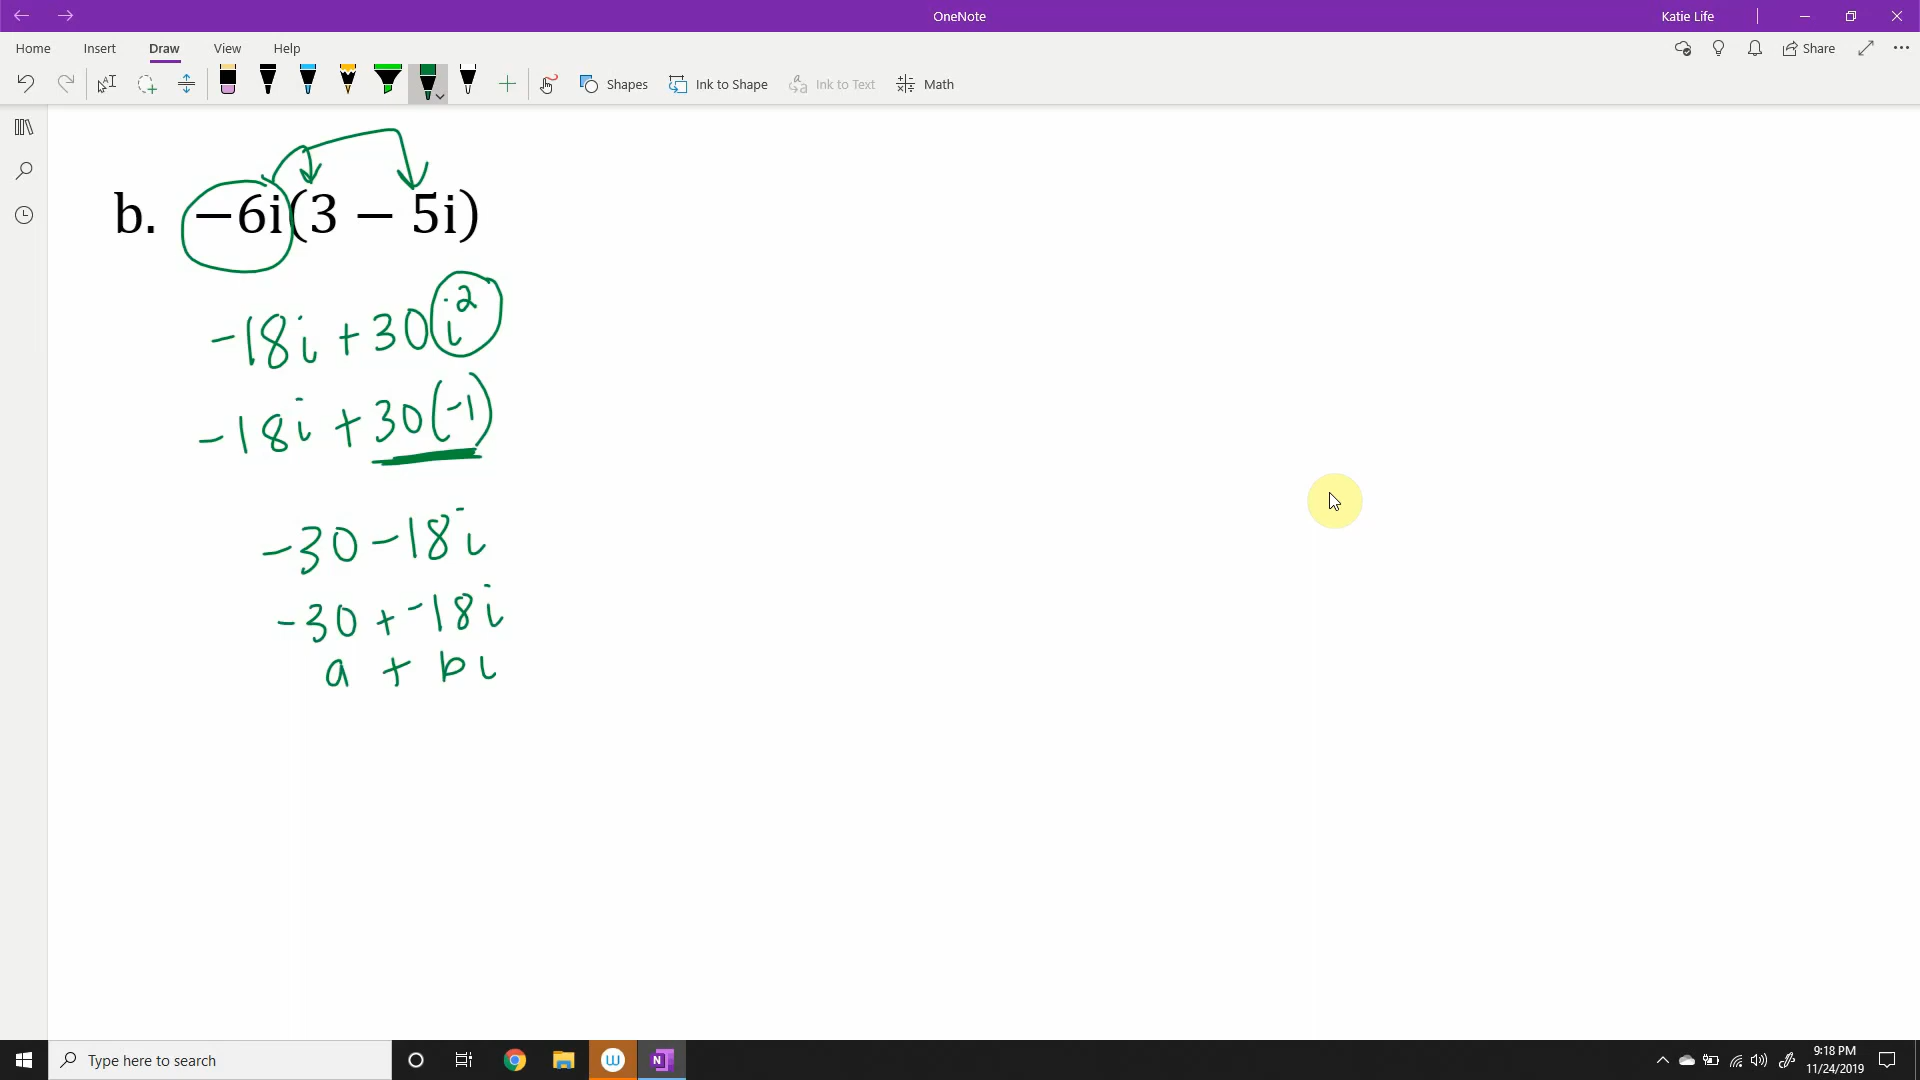 OneNote
Katie Life
Home Insert Draw View Help
Share
Shapes Ink to Shape Ink to Text Math
b. −6i(3 − 5i)
-18i + 30i²
-18i + 30(-1)
-30 -18i
-30 + -18i
a + bi
Type here to search
9:18 PM
11/24/2019